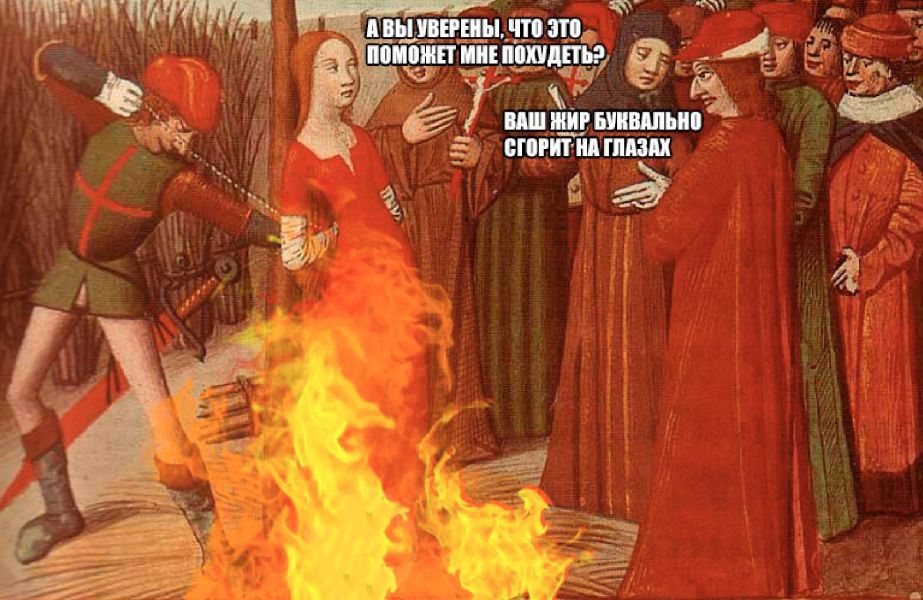 А ВЫ УВЕРЕНЫ, ЧТО ЭТО
ПОМОЖЕТ МНЕ ПОХУДЕТЬ?
ВАШ ЖИР БУКВАЛЬНО
СГОРИТ НА ГЛАЗАХ